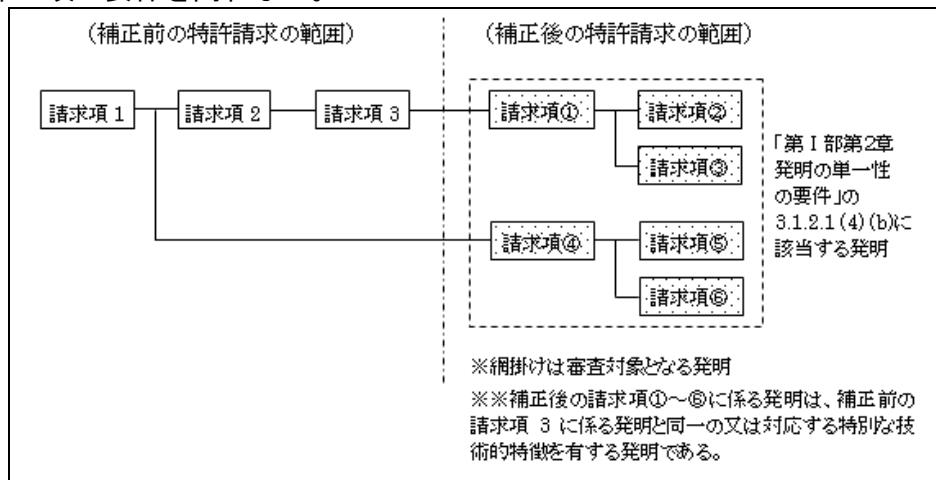 （補正前の特許請求の範囲）
（補正後の特許請求の範囲）
請求項 1
請求項 2
請求項 3
請求項①
請求項②
請求項③
請求項④
請求項⑤
請求項⑥
「第Ⅰ部第2章
発明の単一性
の要件」の
3.1.2.1(4)(b)に
該当する発明
※網掛けは審査対象となる発明
※※補正後の請求項①～⑥に係る発明は、補正前の
請求項 3 に係る発明と同一の又は対応する特別な技
術的特徴を有する発明である。